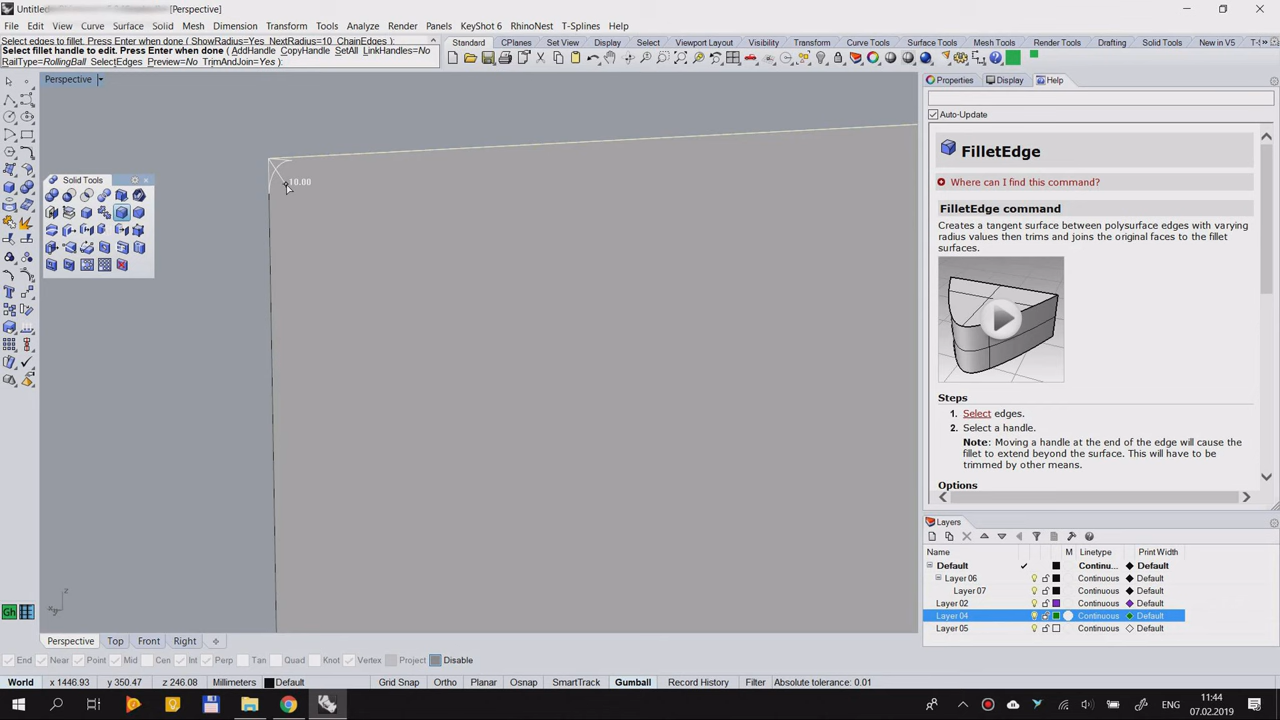 Untitle
[Perspective]
File Edit View Curve Surface Solid Mesh Dimension Transform Tools Analyze Render Panels KeyShot 6 RhinoNest T-Splines Help
Select edges to fillet. Press Enter when done ( ShowRadius=Yes NextRadius=10 ChainEdges ):
Select fillet handle to edit. Press Enter when done ( AddHandle CopyHandle SetAll LinkHandles=No
RailType=RollingBall SelectEdges Preview=No TrimAndJoin=Yes ):
Standard CPlanes Set View Display Select Viewport Layout Visibility Transform Curve Tools Surface Tools Mesh Tools Render Tools Drafting Solid Tools New in V5
Perspective
Properties Display Help
Auto-Update
FilletEdge
Where can I find this command?
Solid Tools
10.00
FilletEdge command
Creates a tangent surface between polysurface edges with varying
radius values then trims and joins the original faces to the fillet
surfaces.
Steps
1. Select edges.
2. Select a handle.
Note: Moving a handle at the end of the edge will cause the
fillet to extend beyond the surface. This will have to be
trimmed by other means.
Options
Layers
Name M Linetype Print Width
Default Continu... Default
Layer 06 Continuous Default
Layer 07 Continuous Default
Layer 02 Continuous Default
Layer 04 Continuous Default
Layer 05 Continuous Default
z
Gh
Perspective Top Front Right
End Near Point Mid Cen Int Perp Tan Quad Knot Vertex Project Disable
World x 1446.93 y 350.47 z 246.08 Millimeters Default Grid Snap Ortho Planar Osnap SmartTrack Gumball Record History Filter Absolute tolerance: 0.01
ENG
11:44
07.02.2019